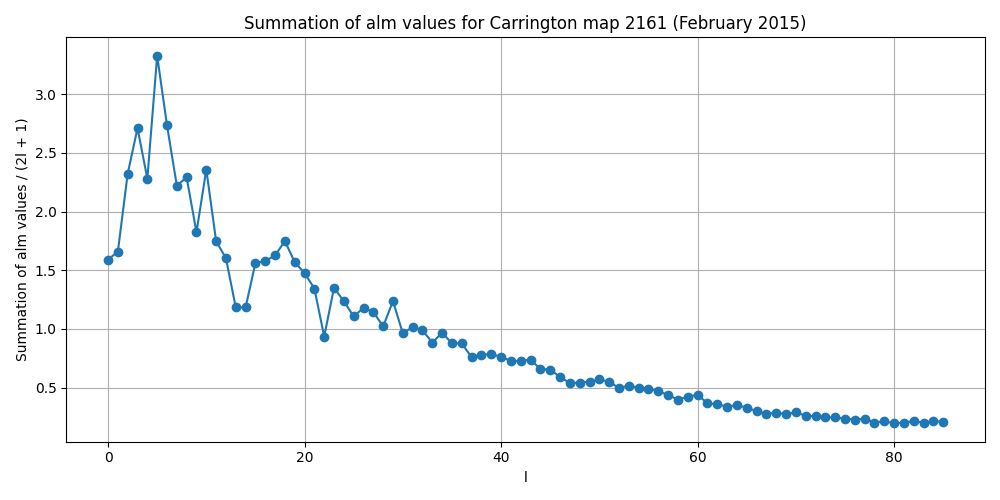 Summation of alm values for Carrington map 2161 (February 2015)
Summation of alm values / (2l + 1)
3.0
2.5
2.0
1.5
1.0
0.5
0 20 40 60 80
l